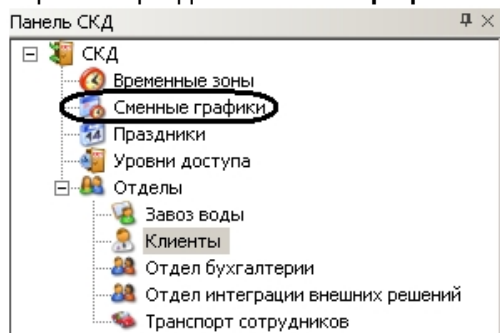 Панель СКД
СКД
Временные зоны
Сменные графики
Праздники
Уровни доступа
Отделы
Завоз воды
Клиенты
Отдел бухгалтерии
Отдел интеграции внешних решений
Транспорт сотрудников